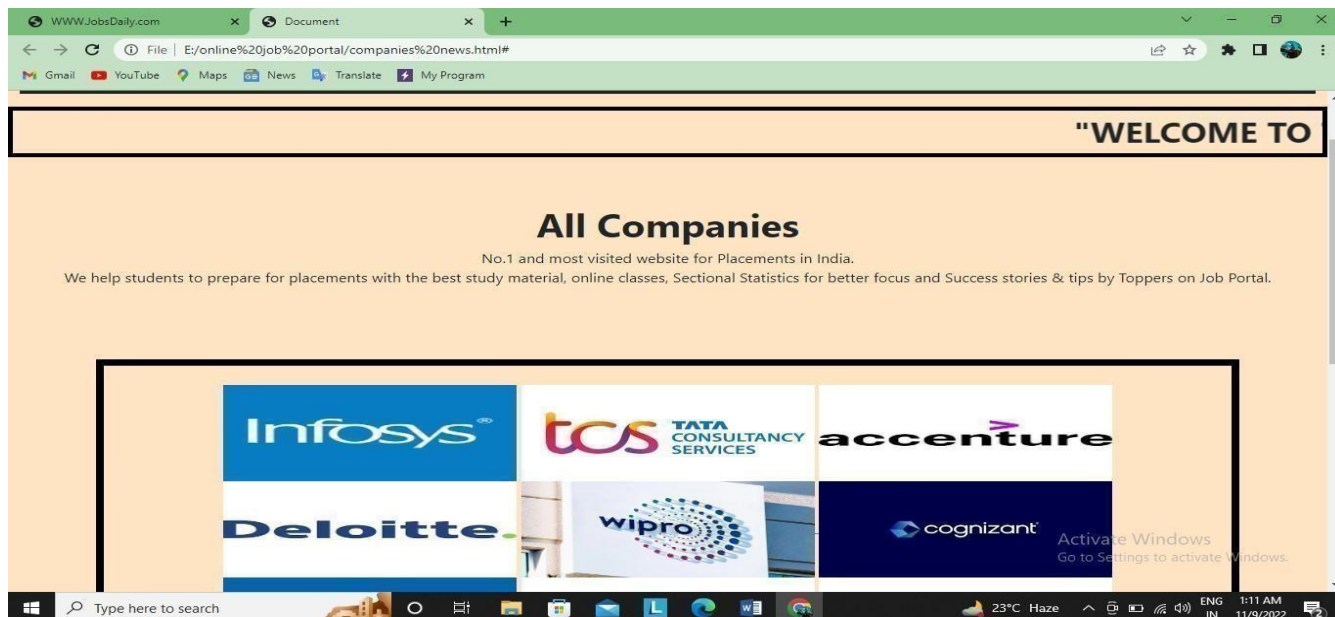 WWW.JobsDaily.com
Document
File
E:/online%20job%20portal/companies%20news.html#
Gmail
YouTube
Maps
News
Translate
My Program
"WELCOME TO
All Companies
No.1 and most visited website for Placements in India.
We help students to prepare for placements with the best study material, online classes, Sectional Statistics for better focus and Success stories & tips by Toppers on Job Portal.
Infosys®
tcs TATA
CONSULTANCY
SERVICES
accenture
Deloitte.
wipro
cognizant
Activate Windows
Go to Settings to activate Windows.
Type here to search
L
W
23°C Haze
ENG
IN
1:11 AM
11/9/2022
2